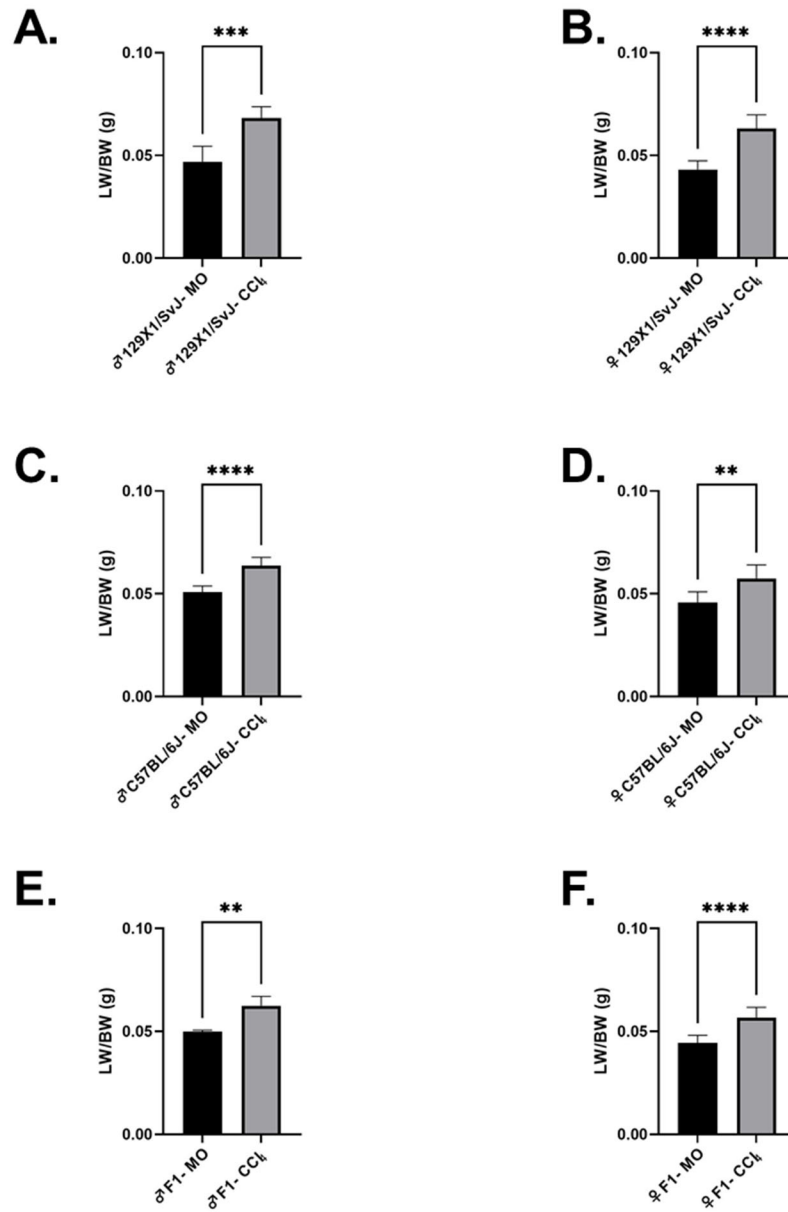 A.
***
0.10
0.05
0.00
LW/BW (g)
♂129X1/SvJ- MO
♂129X1/SvJ- CCl₄
B.
****
0.10
0.05
0.00
LW/BW (g)
♀129X1/SvJ- MO
♀129X1/SvJ- CCl₄
C.
****
0.10
0.05
0.00
LW/BW (g)
♂C57BL/6J- MO
♂C57BL/6J- CCl₄
D.
**
0.10
0.05
0.00
LW/BW (g)
♀C57BL/6J- MO
♀C57BL/6J- CCl₄
E.
**
0.10
0.05
0.00
LW/BW (g)
♂F1- MO
♂F1- CCl₄
F.
****
0.10
0.05
0.00
LW/BW (g)
♀F1- MO
♀F1- CCl₄